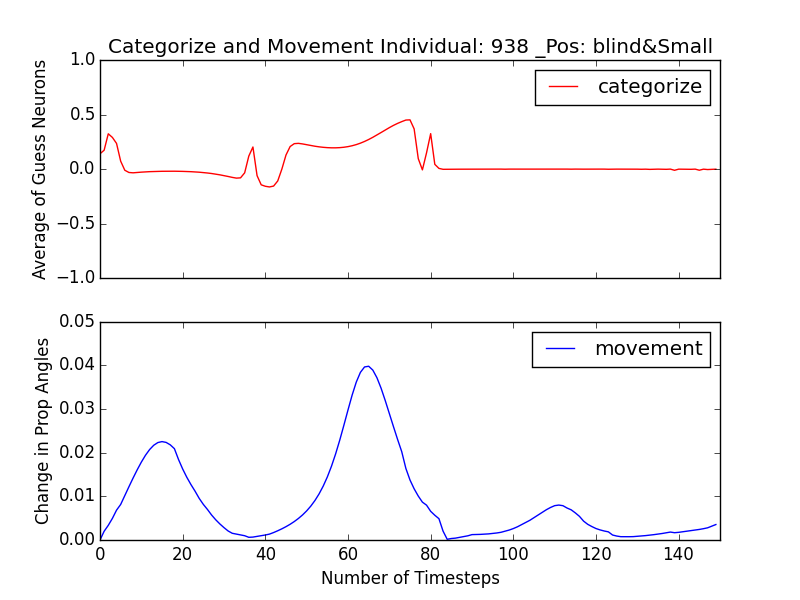 Categorize and Movement Individual: 938 _Pos: blind&Small
1.0
0.5
0.0
−0.5
−1.0
Average of Guess Neurons
categorize
0.05
0.04
0.03
0.02
0.01
0.00
Change in Prop Angles
movement
0 20 40 60 80 100 120 140
Number of Timesteps